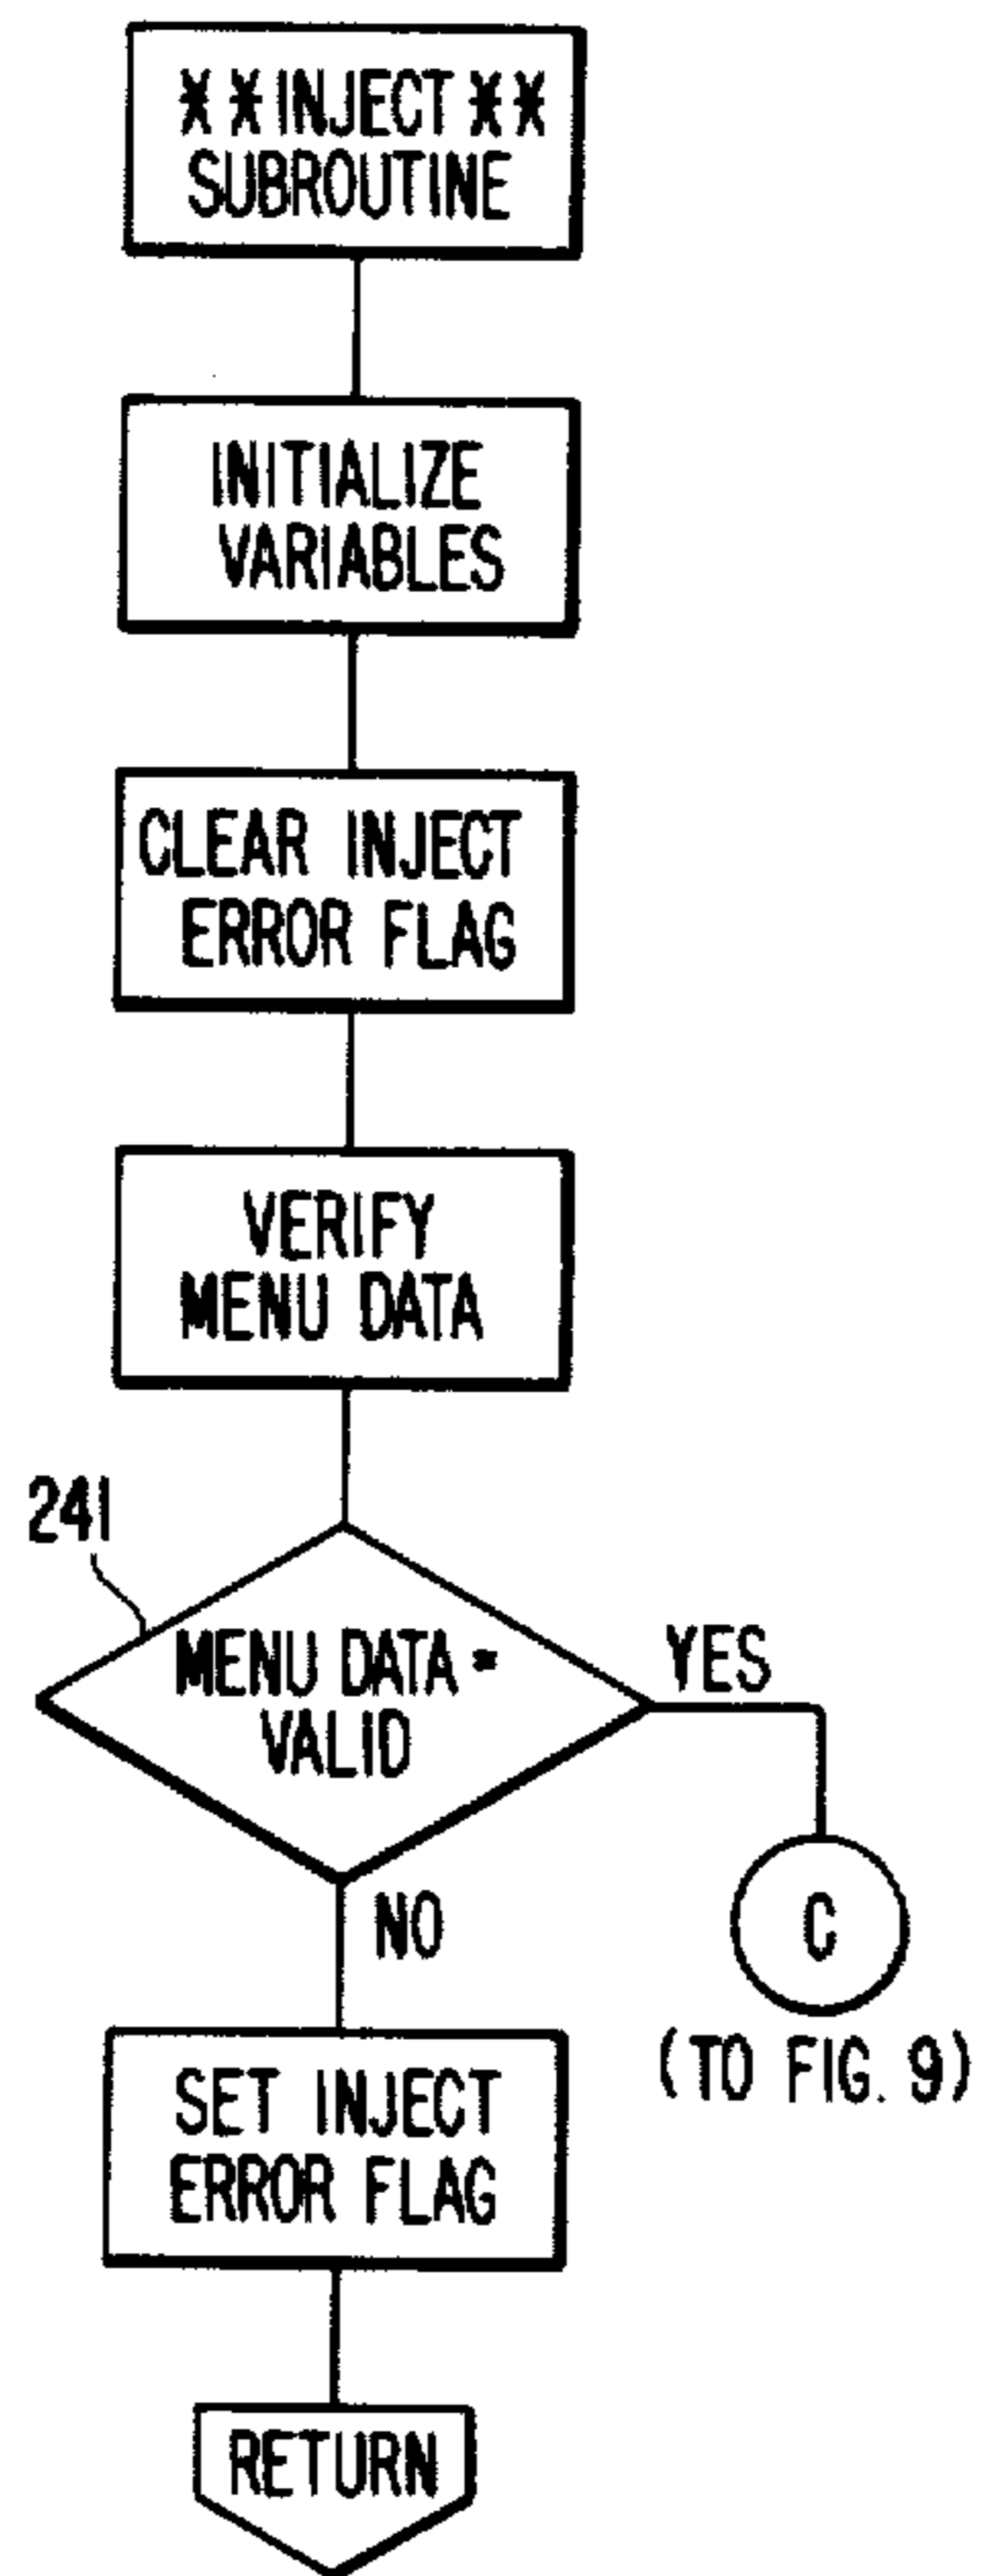 **INJECT**
SUBROUTINE
INITIALIZE
VARIABLES
CLEAR INJECT
ERROR FLAG
VERIFY
MENU DATA
241
MENU DATA =
VALID
YES
NO
C
(TO FIG. 9)
SET INJECT
ERROR FLAG
RETURN